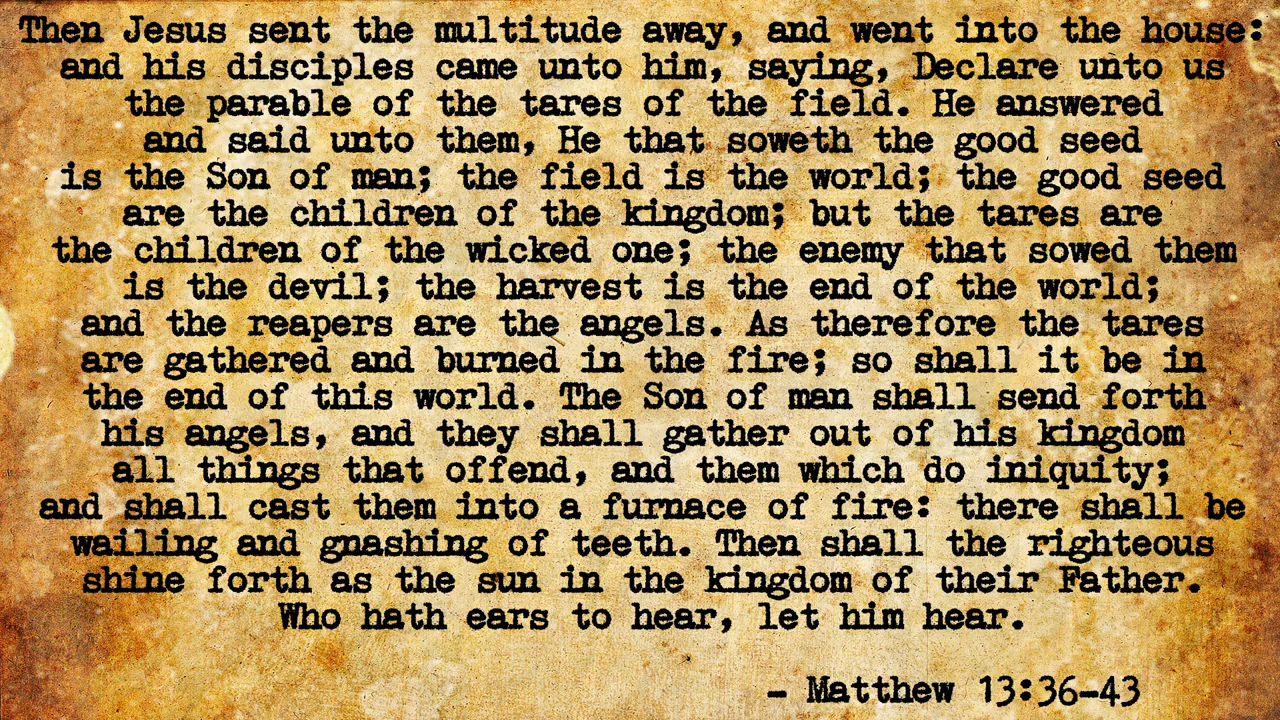 Then Jesus sent the multitude away, and went into the house:
and his disciples came unto him, saying, Declare unto us
the parable of the tares of the field. He answered
and said unto them, He that soweth the good seed
is the Son of man; the field is the world; the good seed
are the children of the kingdom; but the tares are
the children of the wicked one; the enemy that sowed them
is the devil; the harvest is the end of the world;
and the reapers are the angels. As therefore the tares
are gathered and burned in the fire; so shall it be in
the end of this world. The Son of man shall send forth
his angels, and they shall gather out of his kingdom
all things that offend, and them which do iniquity;
and shall cast them into a furnace of fire: there shall be
wailing and gnashing of teeth. Then shall the righteous
shine forth as the sun in the kingdom of their Father.
Who hath ears to hear, let him hear.
- Matthew 13:36-43